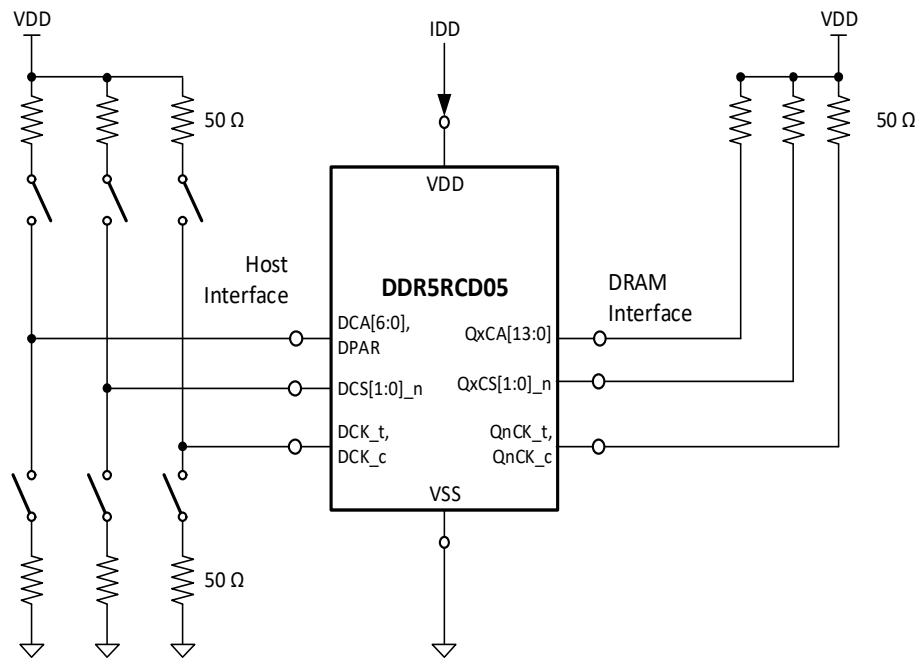 VDD
IDD
VDD
50 Ω
50 Ω
VDD
Host
Interface
DDR5RCD05
DRAM
Interface
DCA[6:0],
DPAR
QxCA[13:0]
DCS[1:0]_n
QxCS[1:0]_n
DCK_t,
DCK_c
QnCK_t,
QnCK_c
VSS
50 Ω